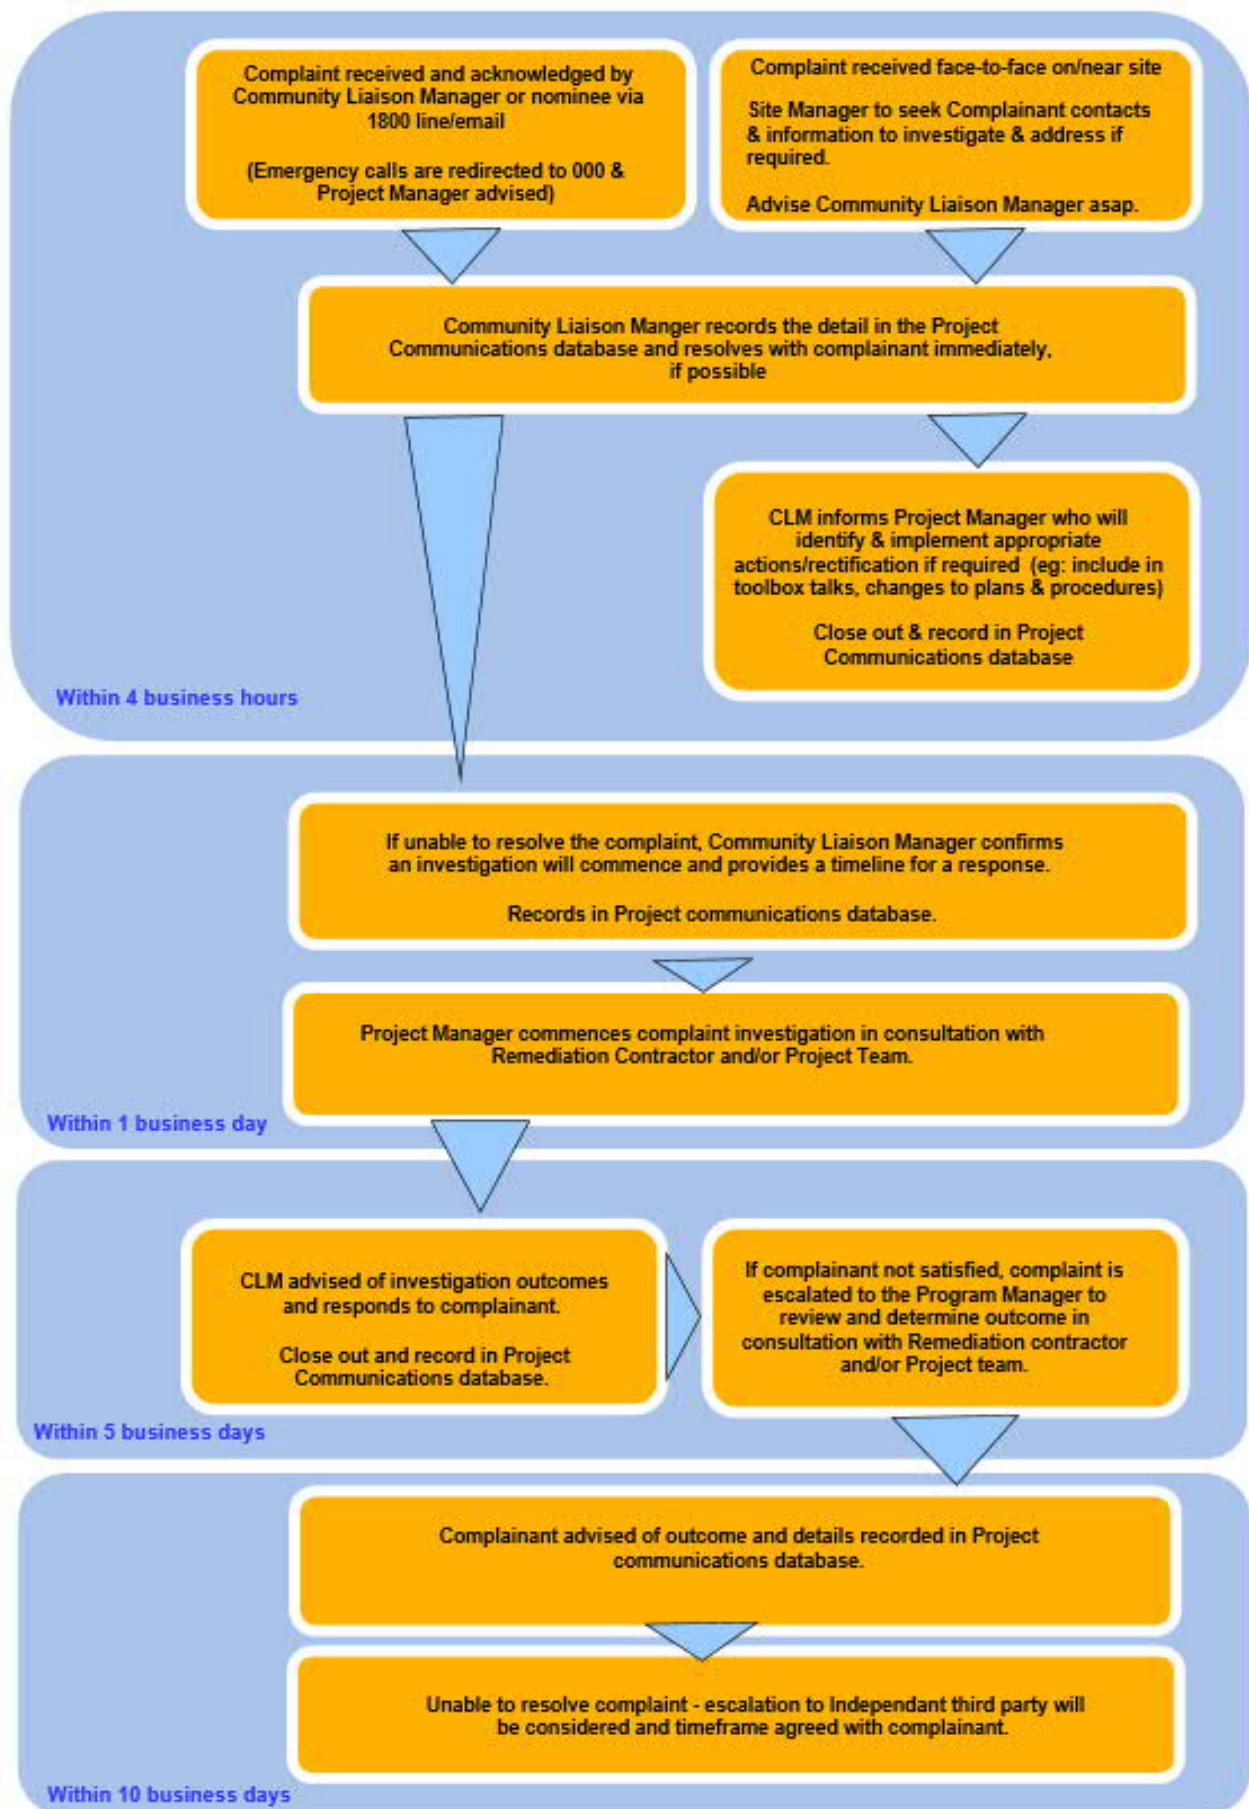 Complaint received and acknowledged by
Community Liaison Manager or nominee via
1800 line/email
(Emergency calls are redirected to 000 &
Project Manager advised)
Complaint received face-to-face on/near site
Site Manager to seek Complainant contacts
& information to investigate & address if
required.
Advise Community Liaison Manager asap.
Community Liaison Manger records the detail in the Project
Communications database and resolves with complainant immediately,
if possible
CLM informs Project Manager who will
identify & implement appropriate
actions/rectification if required (eg: include in
toolbox talks, changes to plans & procedures)
Close out & record in Project
Communications database
Within 4 business hours
If unable to resolve the complaint, Community Liaison Manager confirms
an investigation will commence and provides a timeline for a response.
Records in Project communications database.
Project Manager commences complaint investigation in consultation with
Remediation Contractor and/or Project Team.
Within 1 business day
CLM advised of investigation outcomes
and responds to complainant.
Close out and record in Project
Communications database.
If complainant not satisfied, complaint is
escalated to the Program Manager to
review and determine outcome in
consultation with Remediation contractor
and/or Project team.
Within 5 business days
Complainant advised of outcome and details recorded in Project
communications database.
Unable to resolve complaint - escalation to Independant third party will
be considered and timeframe agreed with complainant.
Within 10 business days